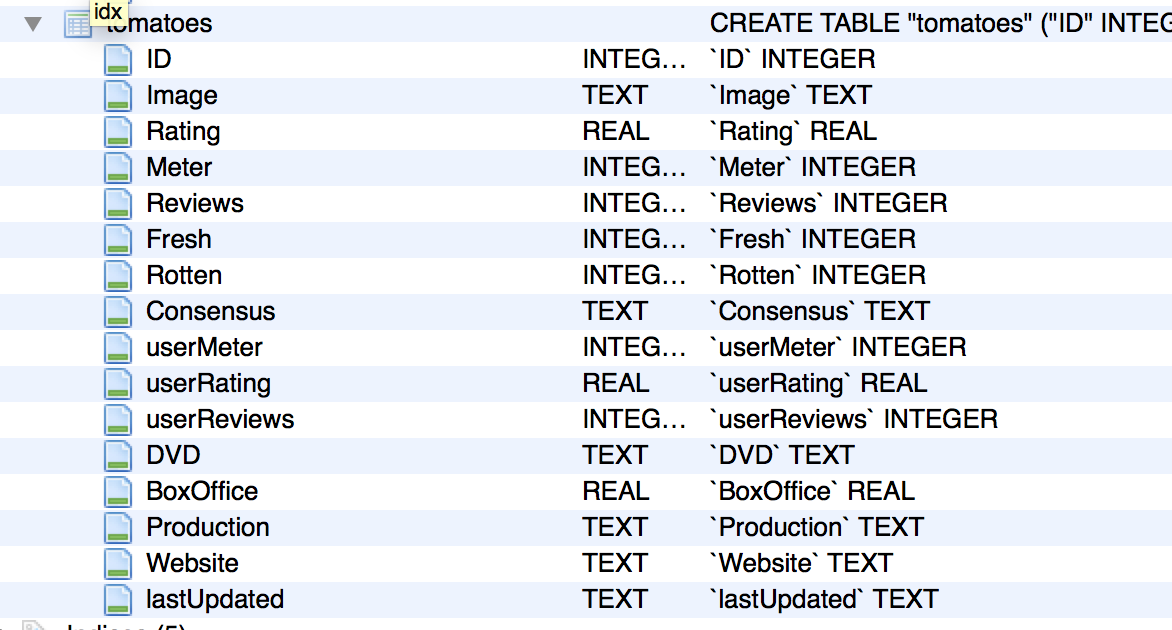 idx
tomatoes CREATE TABLE "tomatoes" ("ID" INTEG
ID INTEG... `ID` INTEGER
Image TEXT `Image` TEXT
Rating REAL `Rating` REAL
Meter INTEG... `Meter` INTEGER
Reviews INTEG... `Reviews` INTEGER
Fresh INTEG... `Fresh` INTEGER
Rotten INTEG... `Rotten` INTEGER
Consensus TEXT `Consensus` TEXT
userMeter INTEG... `userMeter` INTEGER
userRating REAL `userRating` REAL
userReviews INTEG... `userReviews` INTEGER
DVD TEXT `DVD` TEXT
BoxOffice REAL `BoxOffice` REAL
Production TEXT `Production` TEXT
Website TEXT `Website` TEXT
lastUpdated TEXT `lastUpdated` TEXT